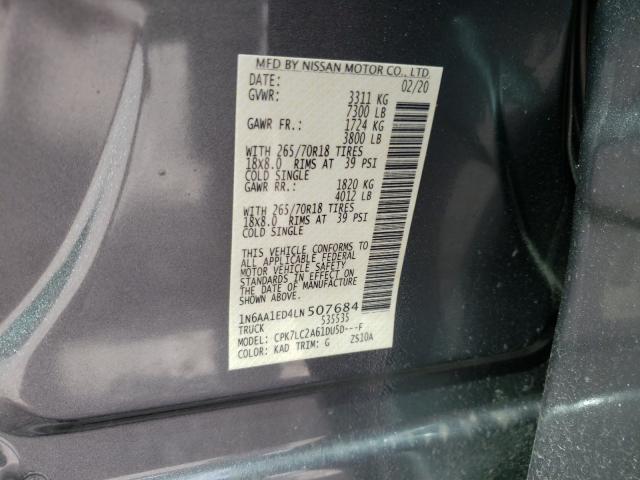 MFD BY NISSAN MOTOR CO., LTD.
DATE: 02/20
GVWR: 3311 KG
7300 LB
GAWR FR.: 1724 KG
3800 LB
WITH 265/70R18 TIRES
18X8.0 RIMS AT 39 PSI
COLD SINGLE
GAWR RR.: 1820 KG
4012 LB
WITH 265/70R18 TIRES
18X8.0 RIMS AT 39 PSI
COLD SINGLE
THIS VEHICLE CONFORMS TO
ALL APPLICABLE FEDERAL
MOTOR VEHICLE SAFETY
STANDARDS IN EFFECT ON
THE DATE OF MANUFACTURE
SHOWN ABOVE.
1N6AA1ED4LN507684
TRUCK 535535
MODEL: CPK7LC2A61DU5D---F
COLOR: KAD TRIM: G ZS10A